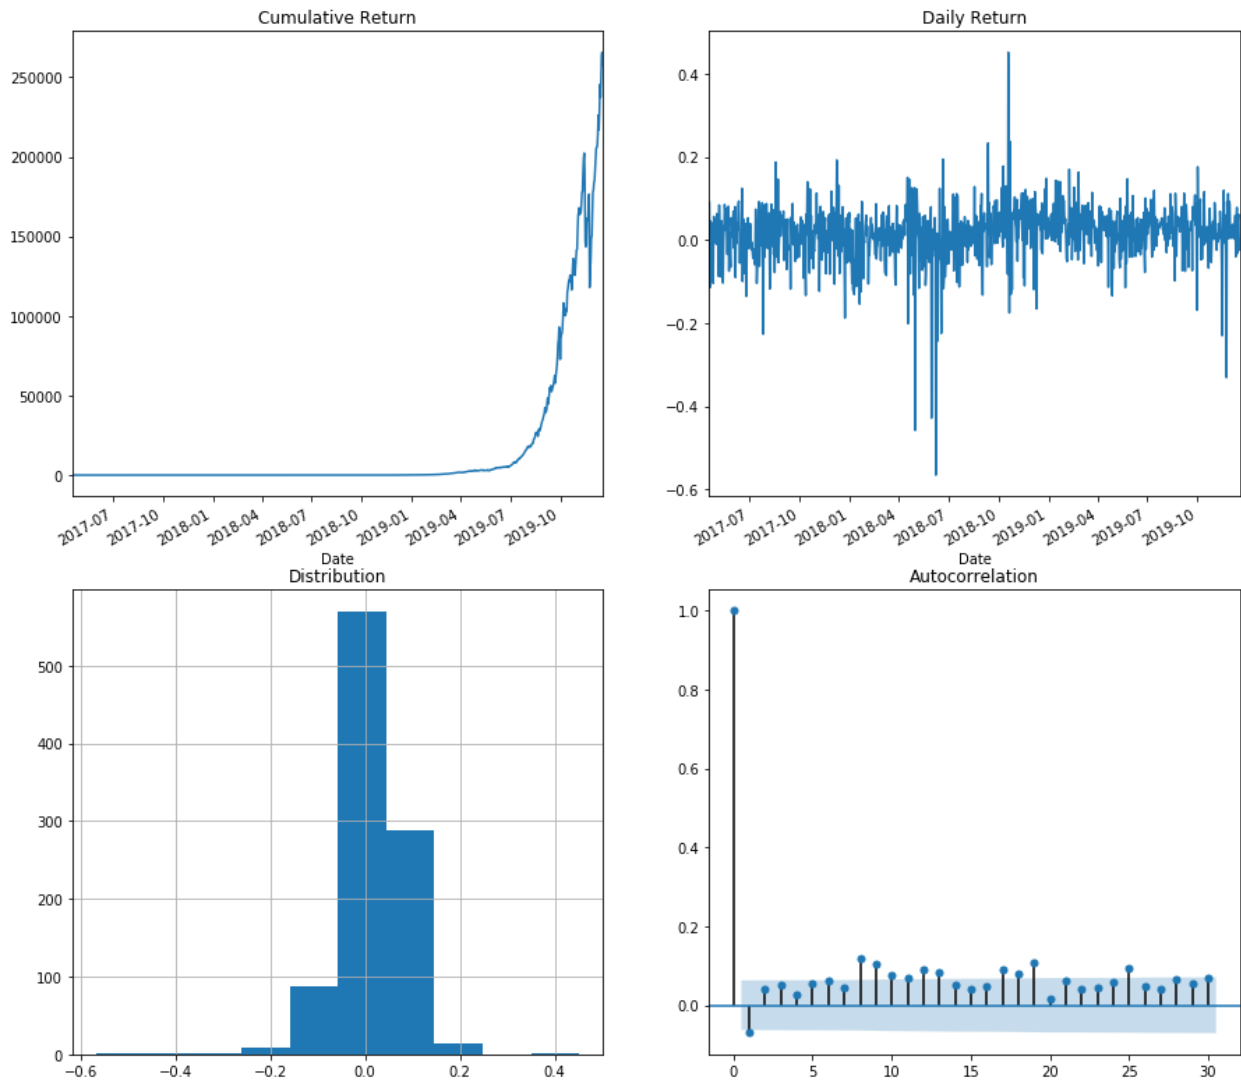 Cumulative Return
250000
200000
150000
100000
50000
0
2017-07 2017-10 2018-01 2018-04 2018-07 2018-10 2019-01 2019-04 2019-07 2019-10
Date
Daily Return
0.4
0.2
0.0
−0.2
−0.4
−0.6
2017-07 2017-10 2018-01 2018-04 2018-07 2018-10 2019-01 2019-04 2019-07 2019-10
Date
Distribution
500
400
300
200
100
0
−0.6 −0.4 −0.2 0.0 0.2 0.4
Autocorrelation
1.0
0.8
0.6
0.4
0.2
0.0
0 5 10 15 20 25 30